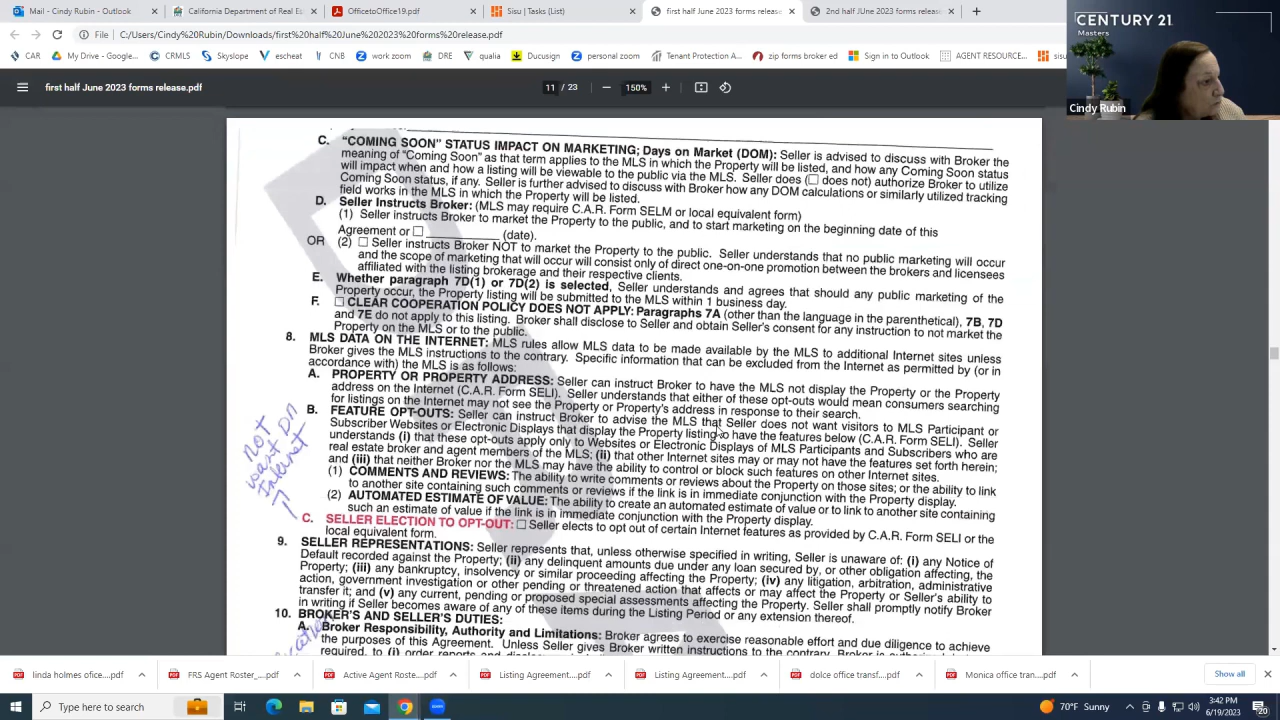 Mail - Cindy Rubin - Outlook
California Department of Real Est
OfficetoOffice19.pdf
Sisu | Tasks (List)
first half June 2023 forms releas
2nd half JUne 2023 forms releas
File
C:/Users/Cindy%20Rubin/Downloads/first%20half%20June%202023%20forms%20release.pdf
CAR
My Drive - Google...
CRMLS
Skyslope
escheat
CNB
work zoom
DRE
qualia
Ducusign
personal zoom
Tenant Protection A...
zip forms broker ed
Sign in to Outlook
AGENT RESOURCE...
sisu
CENTURY 21
Masters
Cindy Rubin
first half June 2023 forms release.pdf
11 / 23
150%
C. "COMING SOON" STATUS IMPACT ON MARKETING; Days on Market (DOM): Seller is advised to discuss with Broker the
meaning of "Coming Soon" as that term applies to the MLS in which the Property will be listed, and how any Coming Soon status
will impact when and how a listing will be viewable to the public via the MLS. Seller does (☐ does not) authorize Broker to utilize
Coming Soon status, if any. Seller is further advised to discuss with Broker how any DOM calculations or similarly utilized tracking
field works in the MLS in which the Property will be listed.
D. Seller Instructs Broker: (MLS may require C.A.R. Form SELM or local equivalent form)
(1) Seller instructs Broker to market the Property to the public, and to start marketing on the beginning date of this
Agreement or ☐ __________ (date).
OR (2) ☐ Seller instructs Broker NOT to market the Property to the public. Seller understands that no public marketing will occur
and the scope of marketing that will occur will consist only of direct one-on-one promotion between the brokers and licensees
affiliated with the listing brokerage and their respective clients.
E. Whether paragraph 7D(1) or 7D(2) is selected, Seller understands and agrees that should any public marketing of the
Property occur, the Property listing will be submitted to the MLS within 1 business day.
F. ☐ CLEAR COOPERATION POLICY DOES NOT APPLY: Paragraphs 7A (other than the language in the parenthetical), 7B, 7D
and 7E do not apply to this listing. Broker shall disclose to Seller and obtain Seller's consent for any instruction to not market the
Property on the MLS or to the public.
8. MLS DATA ON THE INTERNET: MLS rules allow MLS data to be made available by the MLS to additional Internet sites unless
Broker gives the MLS instructions to the contrary. Specific information that can be excluded from the Internet as permitted by (or in
accordance with) the MLS is as follows:
A. PROPERTY OR PROPERTY ADDRESS: Seller can instruct Broker to have the MLS not display the Property or the Property
address on the Internet (C.A.R. Form SELI). Seller understands that either of these opt-outs would mean consumers searching
for listings on the Internet may not see the Property or Property's address in response to their search.
B. FEATURE OPT-OUTS: Seller can instruct Broker to advise the MLS that Seller does not want visitors to MLS Participant or
Subscriber Websites or Electronic Displays that display the Property listing to have the features below (C.A.R. Form SELI). Seller
understands (i) that these opt-outs apply only to Websites or Electronic Displays of MLS Participants and Subscribers who are
real estate broker and agent members of the MLS; (ii) that other Internet sites may or may not have the features set forth herein;
and (iii) that neither Broker nor the MLS may have the ability to control or block such features on other Internet sites.
(1) COMMENTS AND REVIEWS: The ability to write comments or reviews about the Property on those sites; or the ability to link
to another site containing such comments or reviews if the link is in immediate conjunction with the Property display.
(2) AUTOMATED ESTIMATE OF VALUE: The ability to create an automated estimate of value or to link to another site containing
such an estimate of value if the link is in immediate conjunction with the Property display.
not
want on
Internet
C. SELLER ELECTION TO OPT-OUT: ☐ Seller elects to opt out of certain Internet features as provided by C.A.R. Form SELI or the
local equivalent form.
9. SELLER REPRESENTATIONS: Seller represents that, unless otherwise specified in writing, Seller is unaware of: (i) any Notice of
Default recorded against the Property; (ii) any delinquent amounts due under any loan secured by, or other obligation affecting, the
Property; (iii) any bankruptcy, insolvency or similar proceeding affecting the Property; (iv) any litigation, arbitration, administrative
action, government investigation or other pending or threatened action that affects or may affect the Property or Seller's ability to
transfer it; and (v) any current, pending or proposed special assessments affecting the Property. Seller shall promptly notify Broker
in writing if Seller becomes aware of any of these items during the Listing Period or any extension thereof.
10. BROKER'S AND SELLER'S DUTIES:
A. Broker Responsibility, Authority and Limitations: Broker agrees to exercise reasonable effort and due diligence to achieve
the purposes of this Agreement. Unless Seller gives Broker written instructions to the contrary, Broker is
required, to (i) order reports and
linda holmes ofice....pdf
FRS Agent Roster_...pdf
Active Agent Roste....pdf
Listing Agreement....pdf
Listing Agreeme....pdf
dolce office transf....pdf
Monica office tran....pdf
Show all
Type here to search
70°F Sunny
3:42 PM
6/19/2023
20